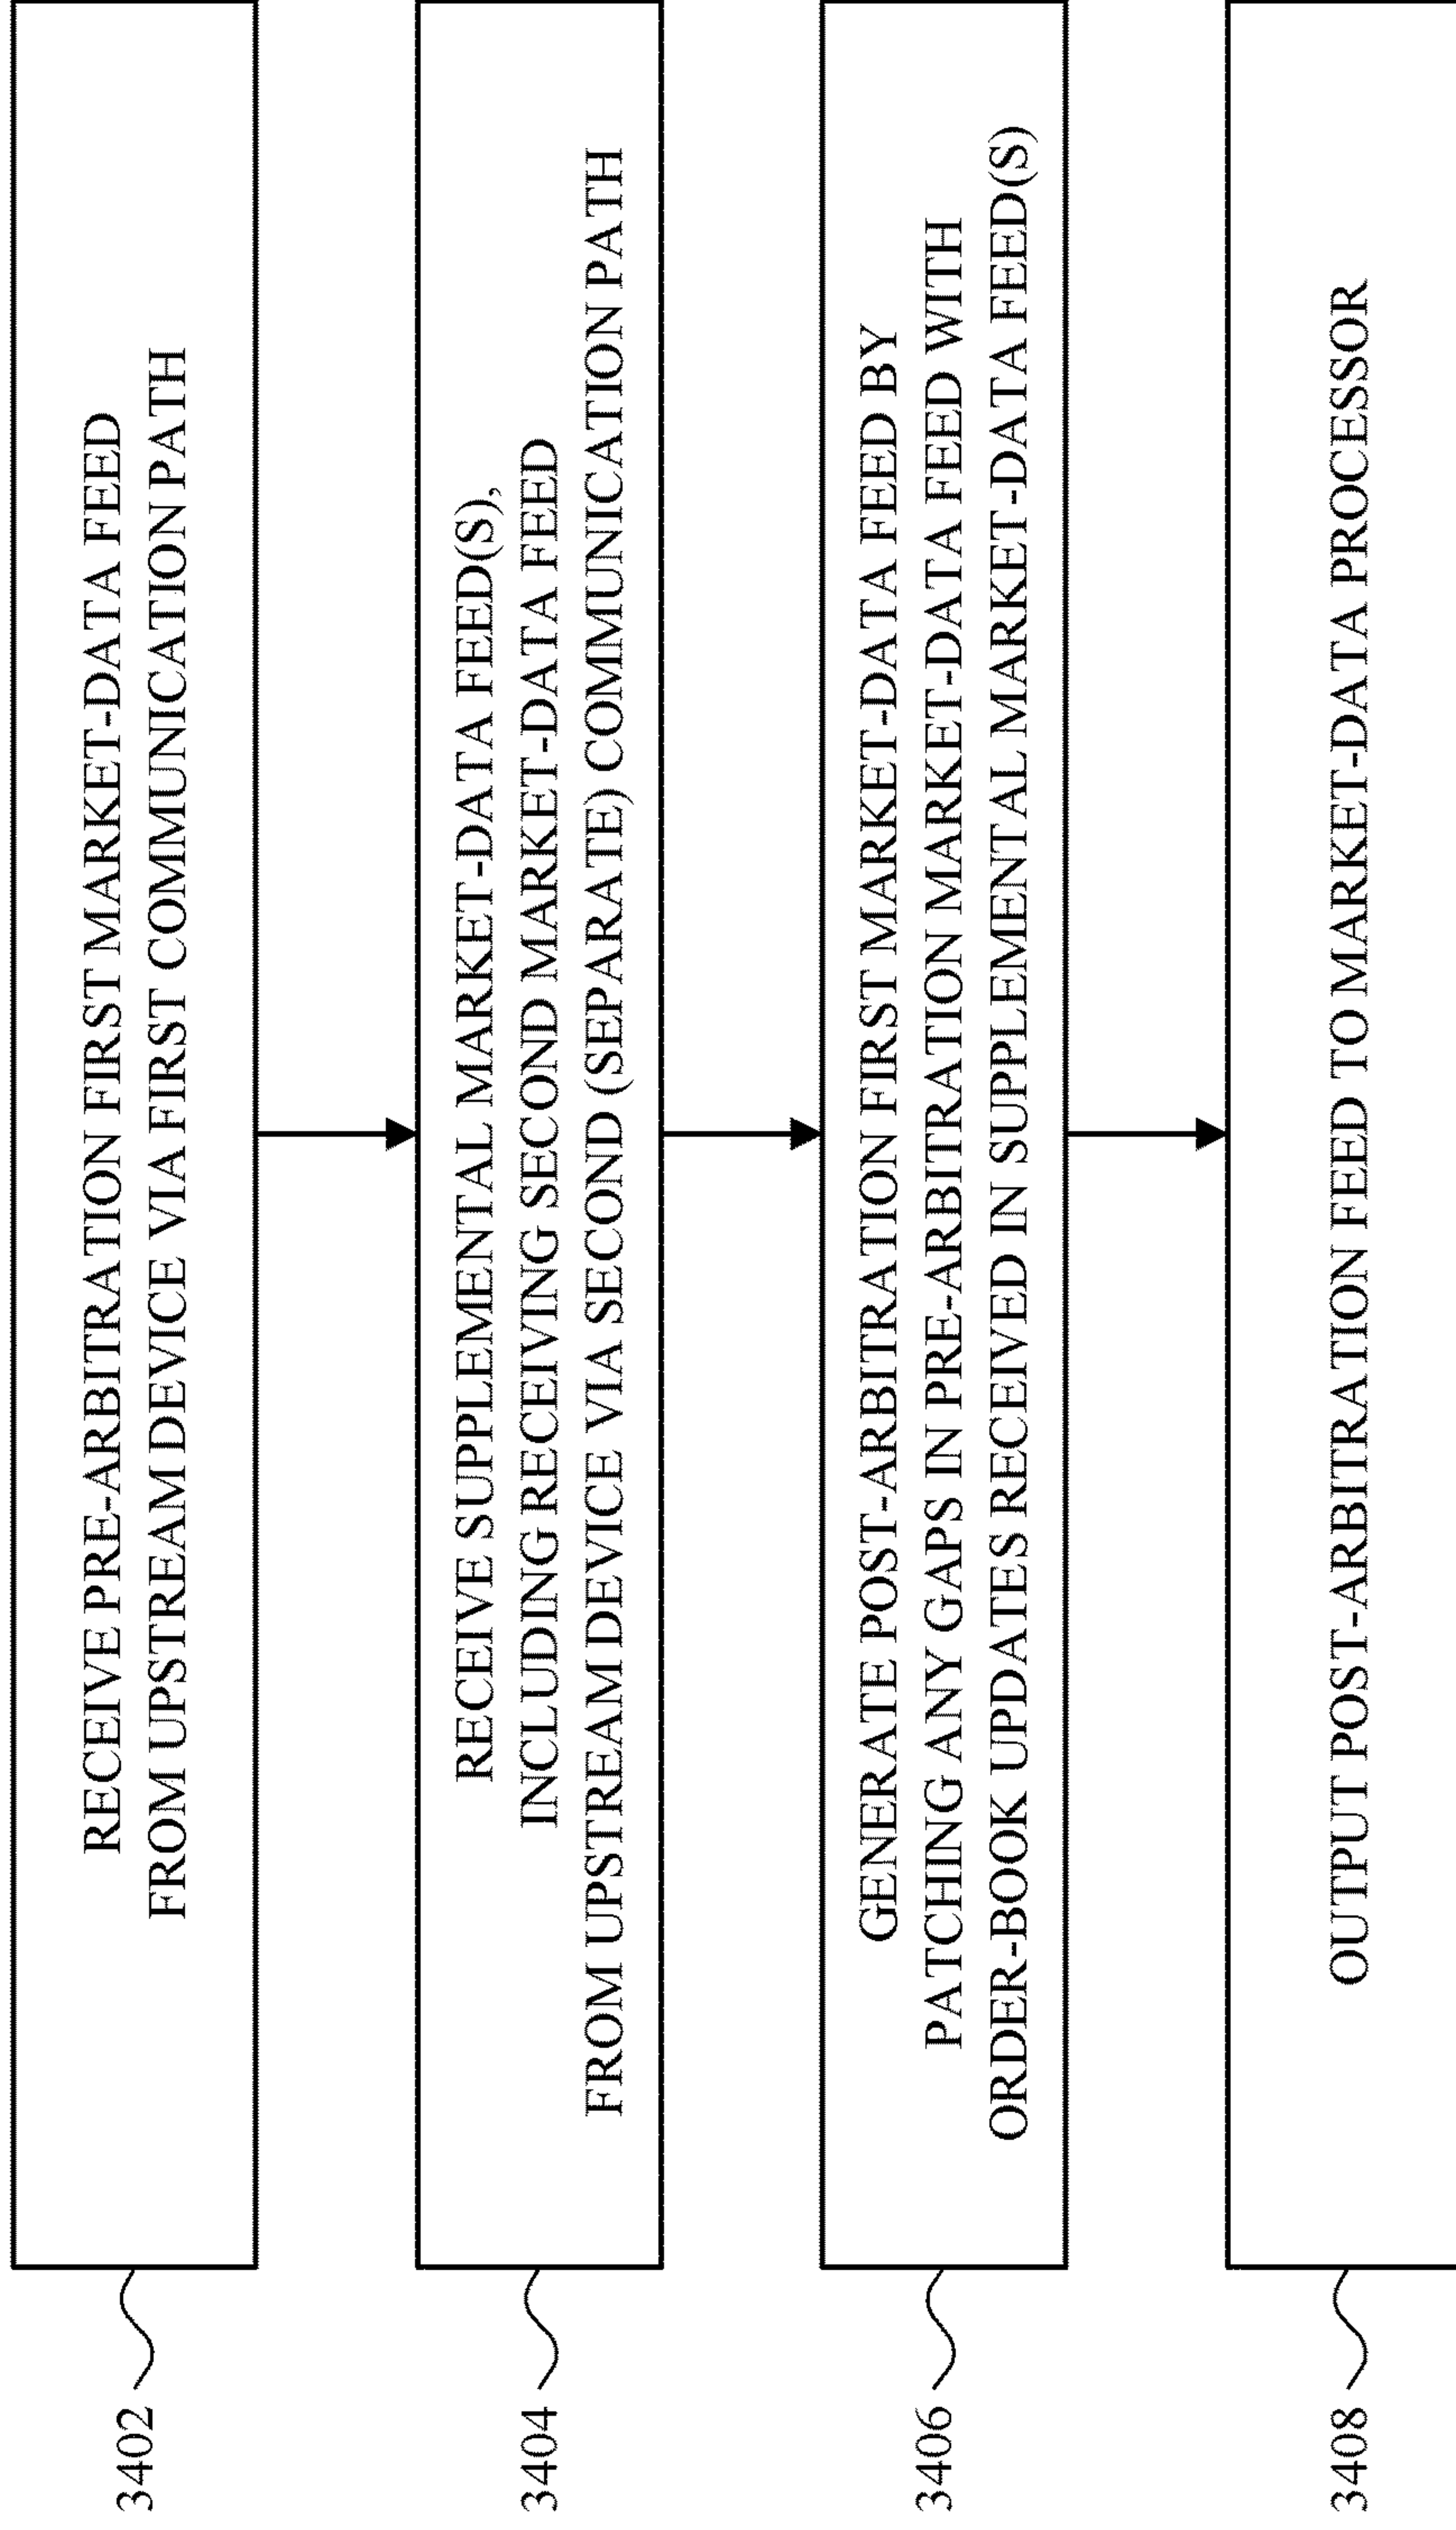 3402
RECEIVE PRE-ARBITRATION FIRST MARKET-DATA FEED
FROM UPSTREAM DEVICE VIA FIRST COMMUNICATION PATH
3404
RECEIVE SUPPLEMENTAL MARKET-DATA FEED(S),
INCLUDING RECEIVING SECOND MARKET-DATA FEED
FROM UPSTREAM DEVICE VIA SECOND (SEPARATE) COMMUNICATION PATH
3406
GENERATE POST-ARBITRATION FIRST MARKET-DATA FEED BY
PATCHING ANY GAPS IN PRE-ARBITRATION MARKET-DATA FEED WITH
ORDER-BOOK UPDATES RECEIVED IN SUPPLEMENTAL MARKET-DATA FEED(S)
3408
OUTPUT POST-ARBITRATION FEED TO MARKET-DATA PROCESSOR